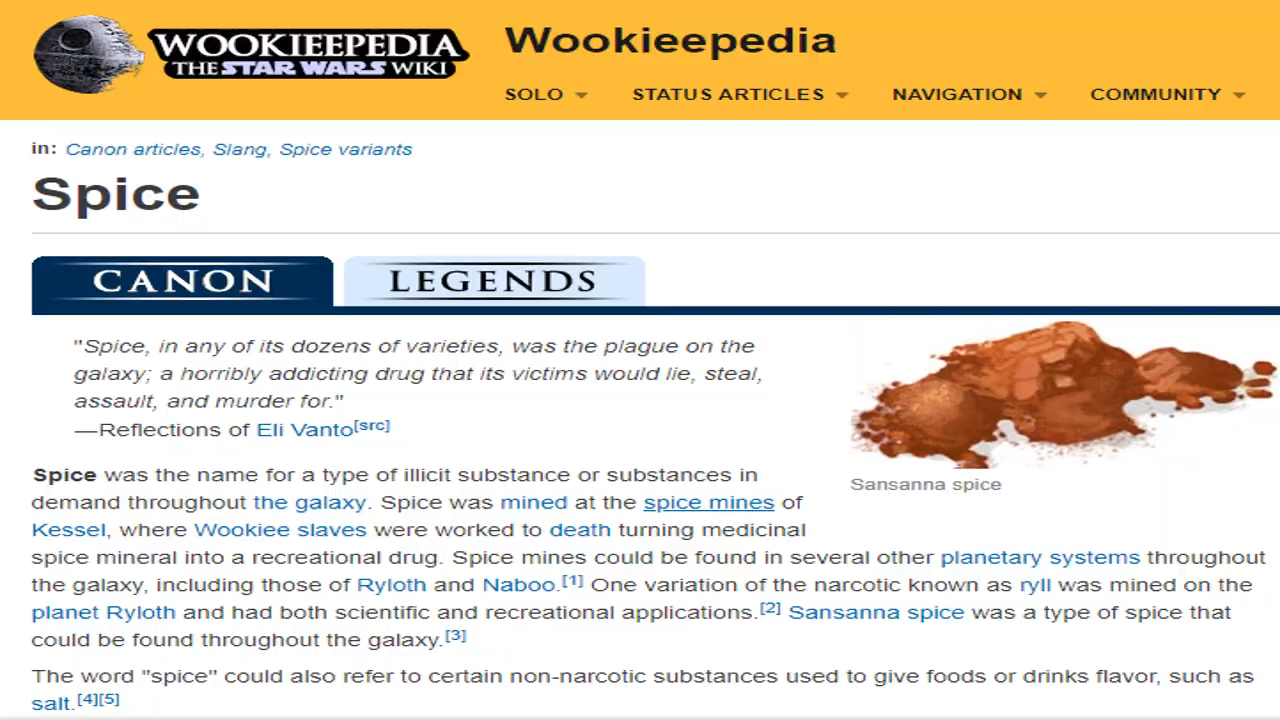 WOOKIEEPEDIA
THE STAR WARS WIKI
Wookieepedia
SOLO STATUS ARTICLES NAVIGATION COMMUNITY
in: Canon articles, Slang, Spice variants
Spice
CANON LEGENDS
"Spice, in any of its dozens of varieties, was the plague on the
galaxy; a horribly addicting drug that its victims would lie, steal,
assault, and murder for."
—Reflections of Eli Vanto[src]
Sansanna spice
Spice was the name for a type of illicit substance or substances in
demand throughout the galaxy. Spice was mined at the spice mines of
Kessel, where Wookiee slaves were worked to death turning medicinal
spice mineral into a recreational drug. Spice mines could be found in several other planetary systems throughout
the galaxy, including those of Ryloth and Naboo.[1] One variation of the narcotic known as ryll was mined on the
planet Ryloth and had both scientific and recreational applications.[2] Sansanna spice was a type of spice that
could be found throughout the galaxy.[3]
The word "spice" could also refer to certain non-narcotic substances used to give foods or drinks flavor, such as
salt.[4][5]